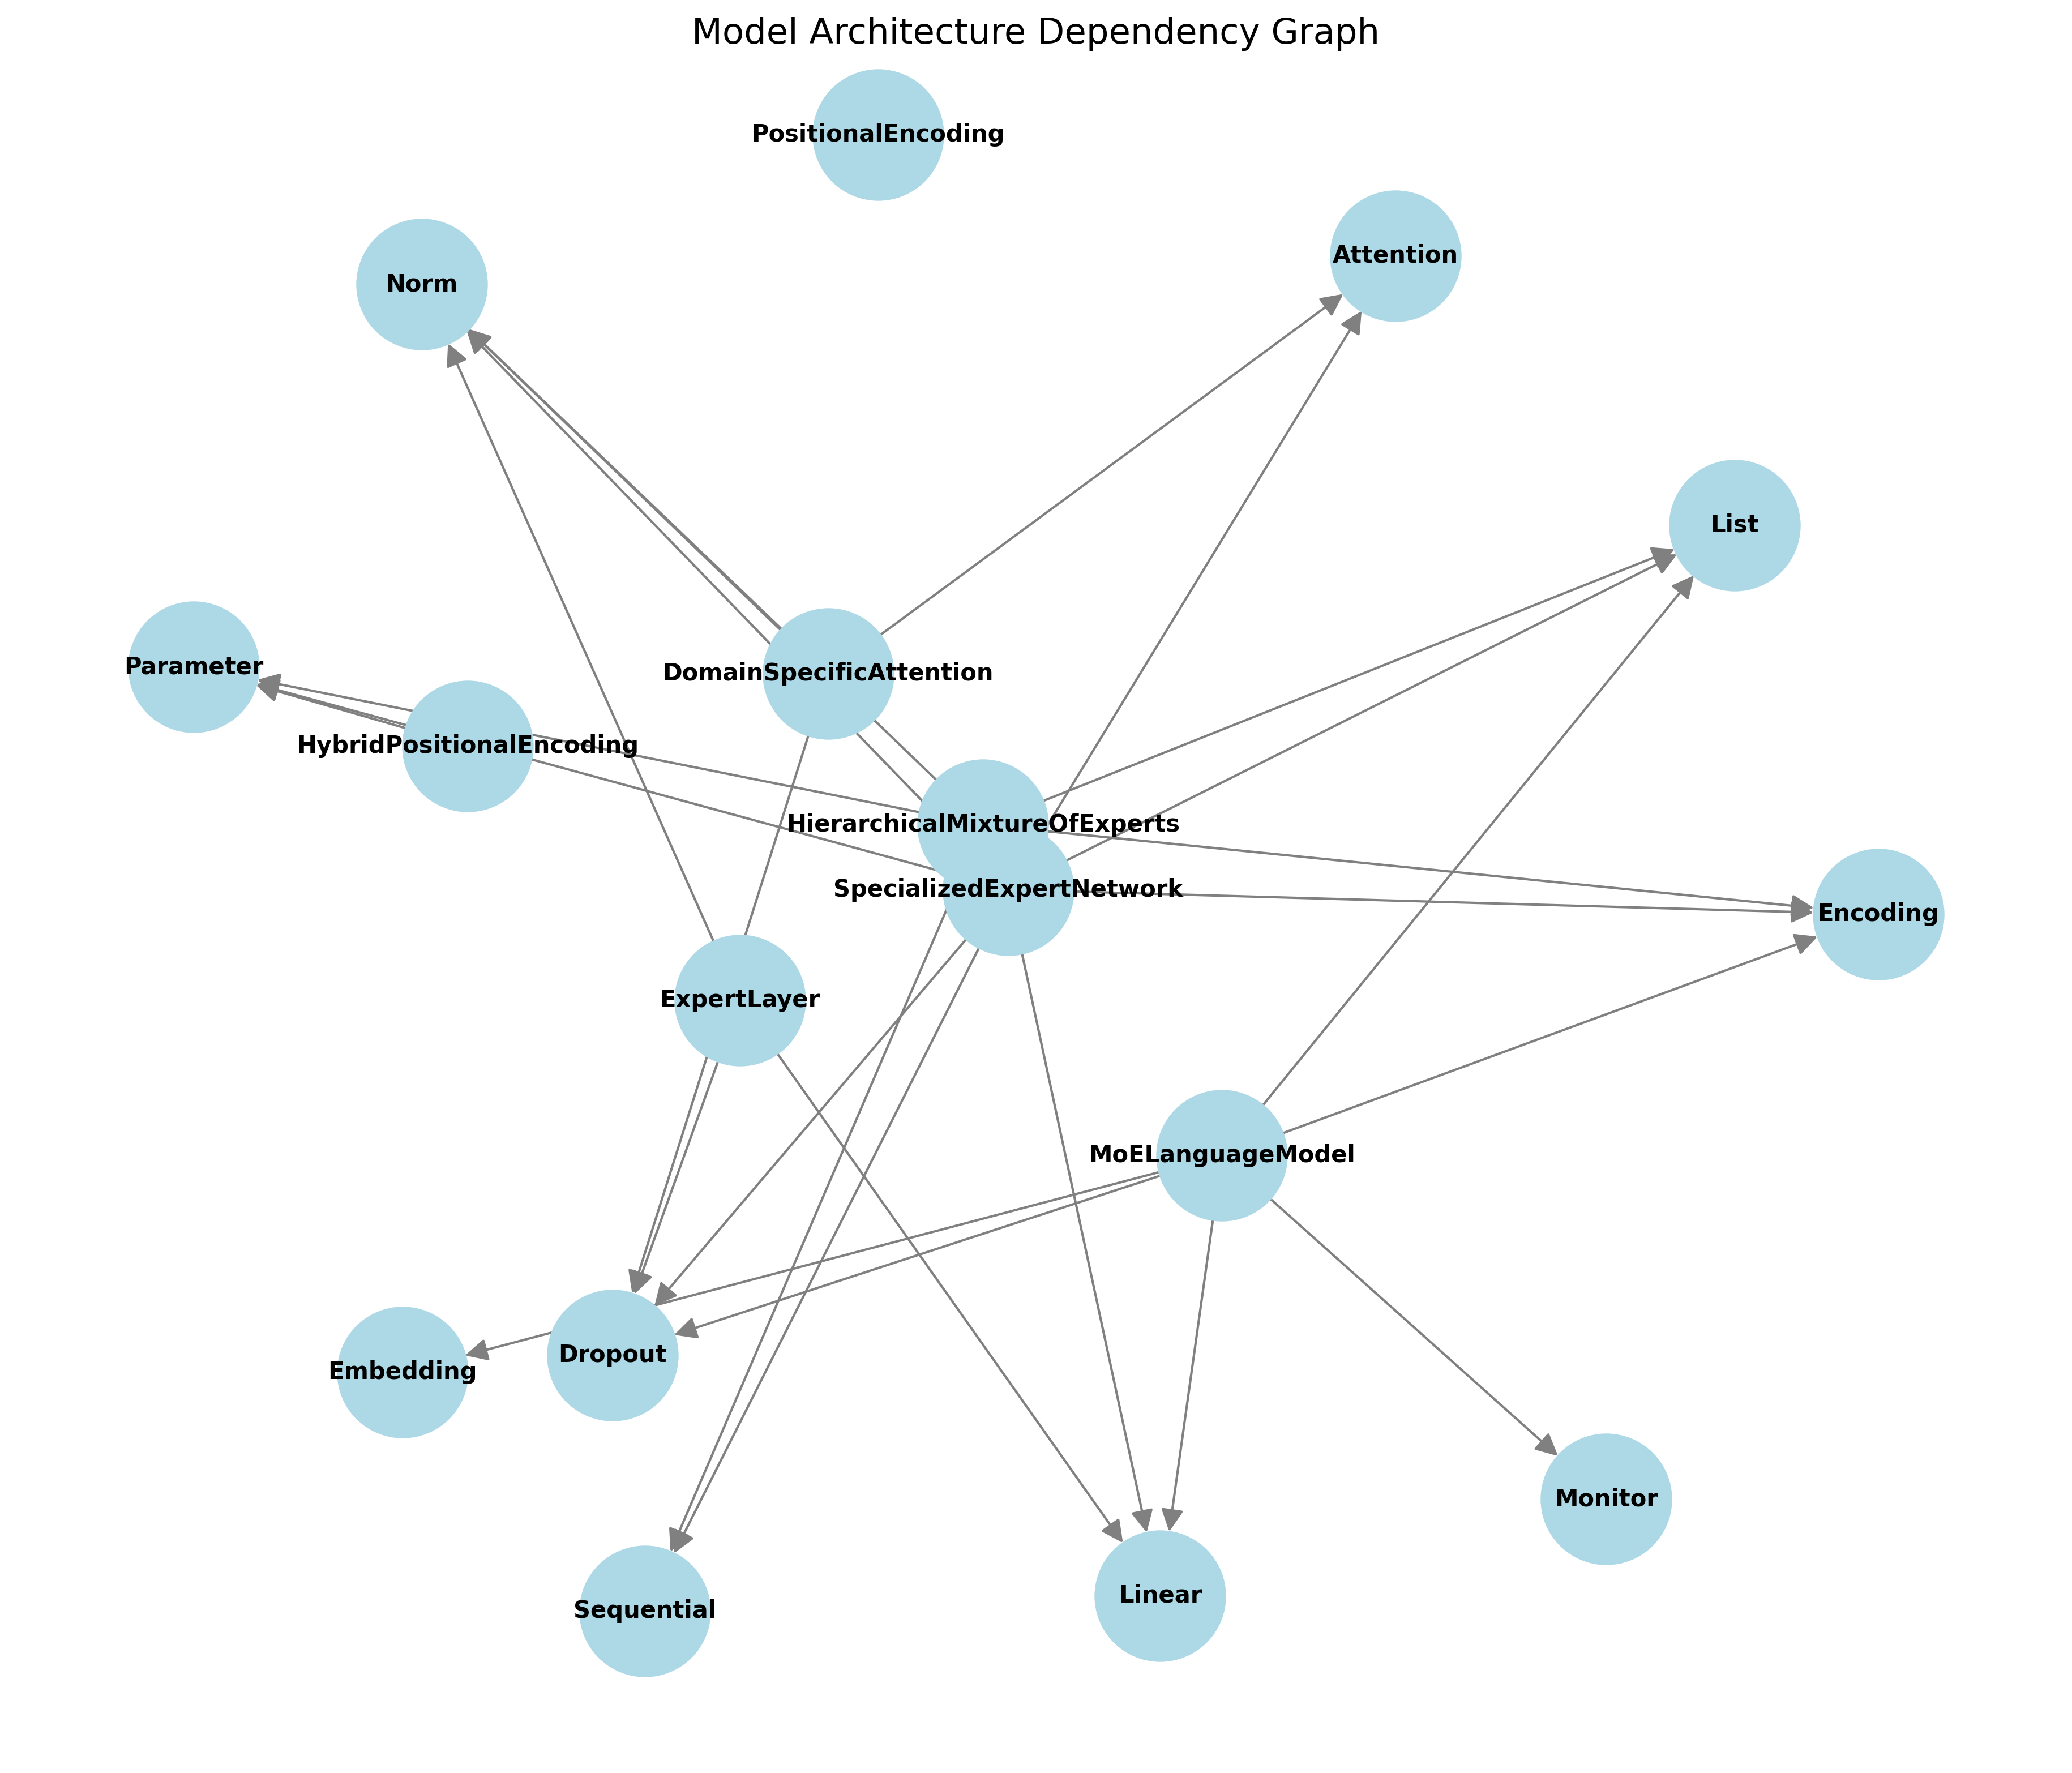 Model Architecture Dependency Graph
PositionalEncoding
Attention
Norm
List
Parameter
DomainSpecificAttention
HybridPositionalEncoding
HierarchicalMixtureOfExperts
SpecializedExpertNetwork
Encoding
ExpertLayer
MoELanguageModel
Dropout
Embedding
Monitor
Linear
Sequential